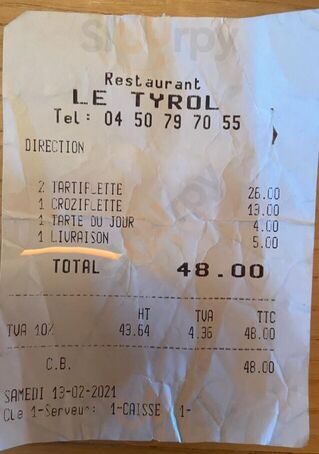 Restaurant
LE TYROL
Tel: 04 50 79 70 55
DIRECTION
2 TARTIFLETTE 26.00
1 CROZIFLETTE 13.00
1 TARTE DU JOUR 4.00
1 LIVRAISON 5.00
TOTAL 48.00
HT TVA TTC
TVA 10% 43.64 4.36 48.00
C.B. 48.00
SAMEDI 13-02-2021
Cle 1-Serveur: 1-CAISSE 1-